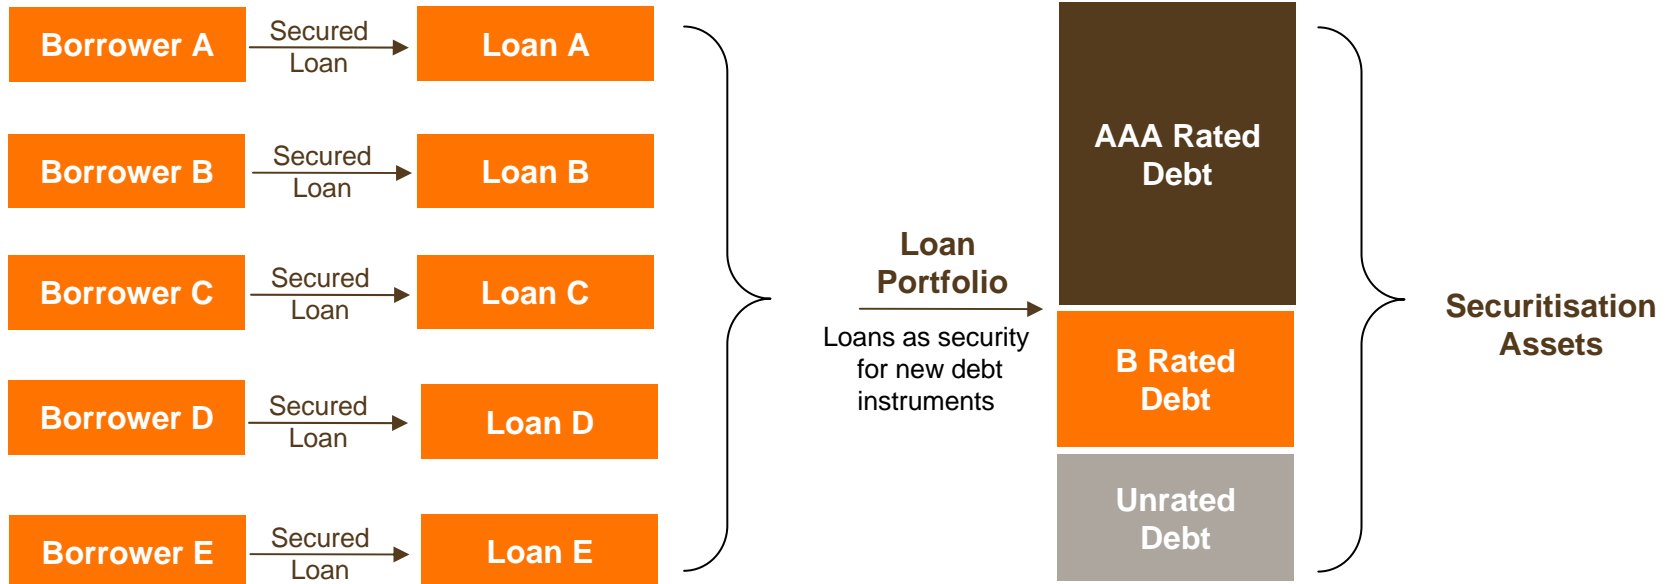 Borrower A
Secured
Loan
Loan A
Borrower B
Secured
Loan
Loan B
Borrower C
Secured
Loan
Loan C
Borrower D
Secured
Loan
Loan D
Borrower E
Secured
Loan
Loan E
Loan
Portfolio
Loans as security
for new debt
instruments
AAA Rated
Debt
B Rated
Debt
Unrated
Debt
Securitisation
Assets